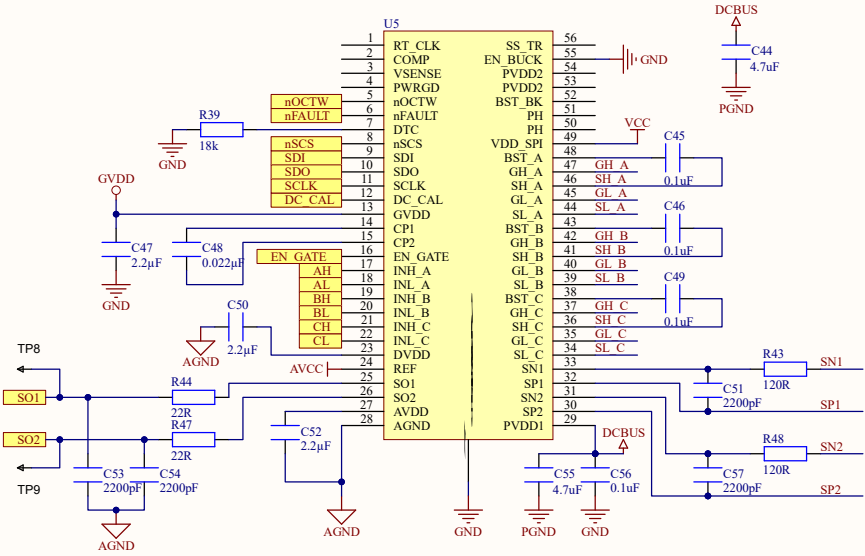 U5
DCBUS
C44
4.7uF
PGND
1 RT_CLK SS_TR 56
2 COMP EN_BUCK 55 GND
3 VSENSE PVDD2 54
4 PWRGD PVDD2 53
nOCTW 5 nOCTW BST_BK 52
nFAULT 6 nFAULT PH 51
R39 18k GND 7 DTC PH 50
nSCS 8 nSCS VDD_SPI 49 VCC
SDI 9 SDI BST_A 48 C45 0.1uF
SDO 10 SDO GH_A 47 GH_A
SCLK 11 SCLK SH_A 46 SH_A
DC_CAL 12 DC_CAL GL_A 45 GL_A
GVDD 13 GVDD SL_A 44 SL_A
14 CP1 BST_B 43 C46 0.1uF
15 CP2 GH_B 42 GH_B
C47 2.2μF GND
C48 0.022μF
EN_GATE 16 EN_GATE SH_B 41 SH_B
AH 17 INH_A GL_B 40 GL_B
AL 18 INL_A SL_B 39 SL_B
BH 19 INH_B BST_C 38 C49 0.1uF
BL 20 INL_B GH_C 37 GH_C
CH 21 INH_C SH_C 36 SH_C
CL 22 INL_C GL_C 35 GL_C
C50 2.2μF AGND 23 DVDD SL_C 34 SL_C
AVCC 24 REF SN1 33 R43 120R SN1
25 SO1 SP1 32 C51 2200pF SP1
26 SO2 SN2 31 R48 120R SN2
27 AVDD SP2 30 C57 2200pF SP2
28 AGND PVDD1 29 DCBUS
TP8
SO1 R44 22R
SO2 R47 22R
TP9
C53 2200pF
C54 2200pF
AGND
C52 2.2μF
AGND
GND
C55 4.7uF
PGND
C56 0.1uF
GND